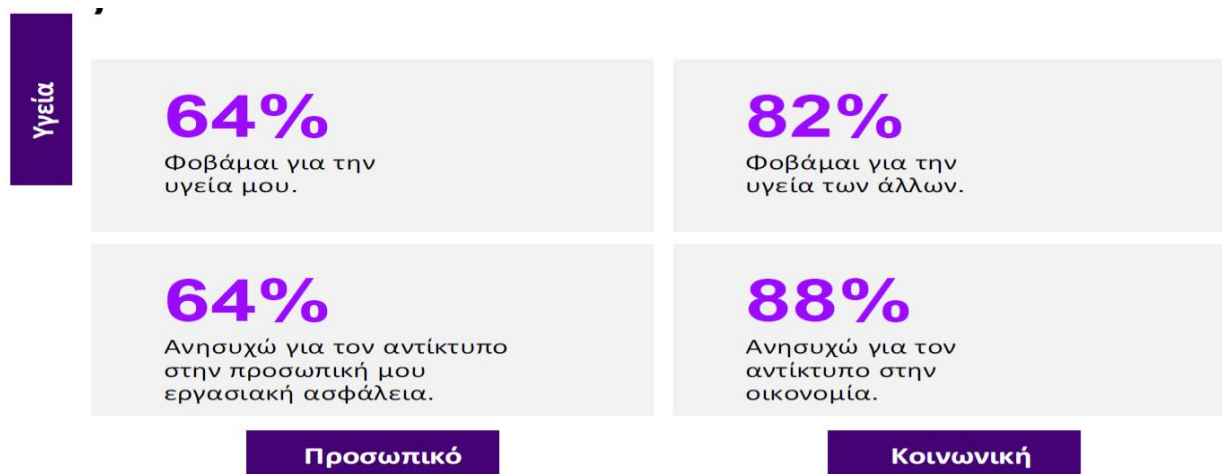 Υγεία
64%
Φοβάμαι για την
υγεία μου.
82%
Φοβάμαι για την
υγεία των άλλων.
64%
Ανησυχώ για τον αντίκτυπο
στην προσωπική μου
εργασιακή ασφάλεια.
88%
Ανησυχώ για τον
αντίκτυπο στην
οικονομία.
Προσωπικό
Κοινωνική